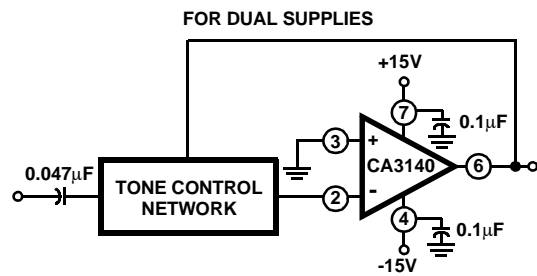 FOR DUAL SUPPLIES
+15V
7
0.1μF
3
+
CA3140
6
0.047μF
TONE CONTROL
NETWORK
2
-
4
0.1μF
-15V